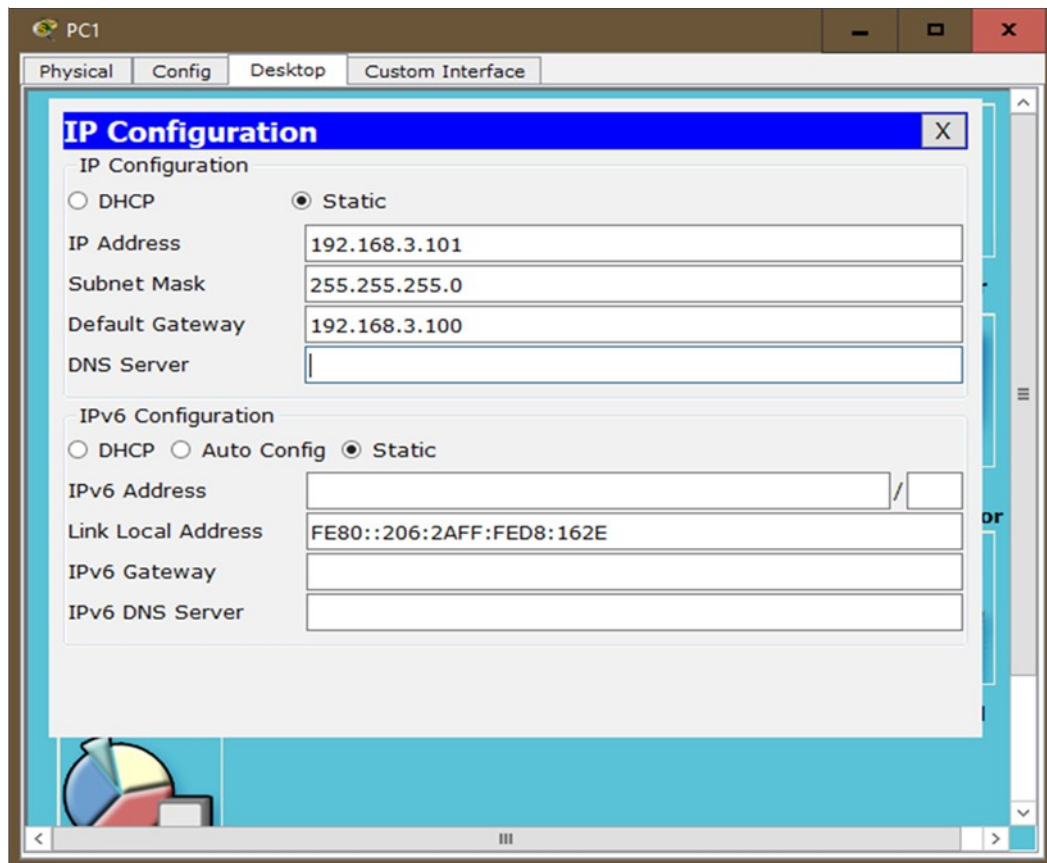 PC1
Physical Config Desktop Custom Interface
IP Configuration X
IP Configuration
DHCP Static
IP Address 192.168.3.101
Subnet Mask 255.255.255.0
Default Gateway 192.168.3.100
DNS Server
IPv6 Configuration
DHCP Auto Config Static
IPv6 Address /
Link Local Address FE80::206:2AFF:FED8:162E
IPv6 Gateway
IPv6 DNS Server
or